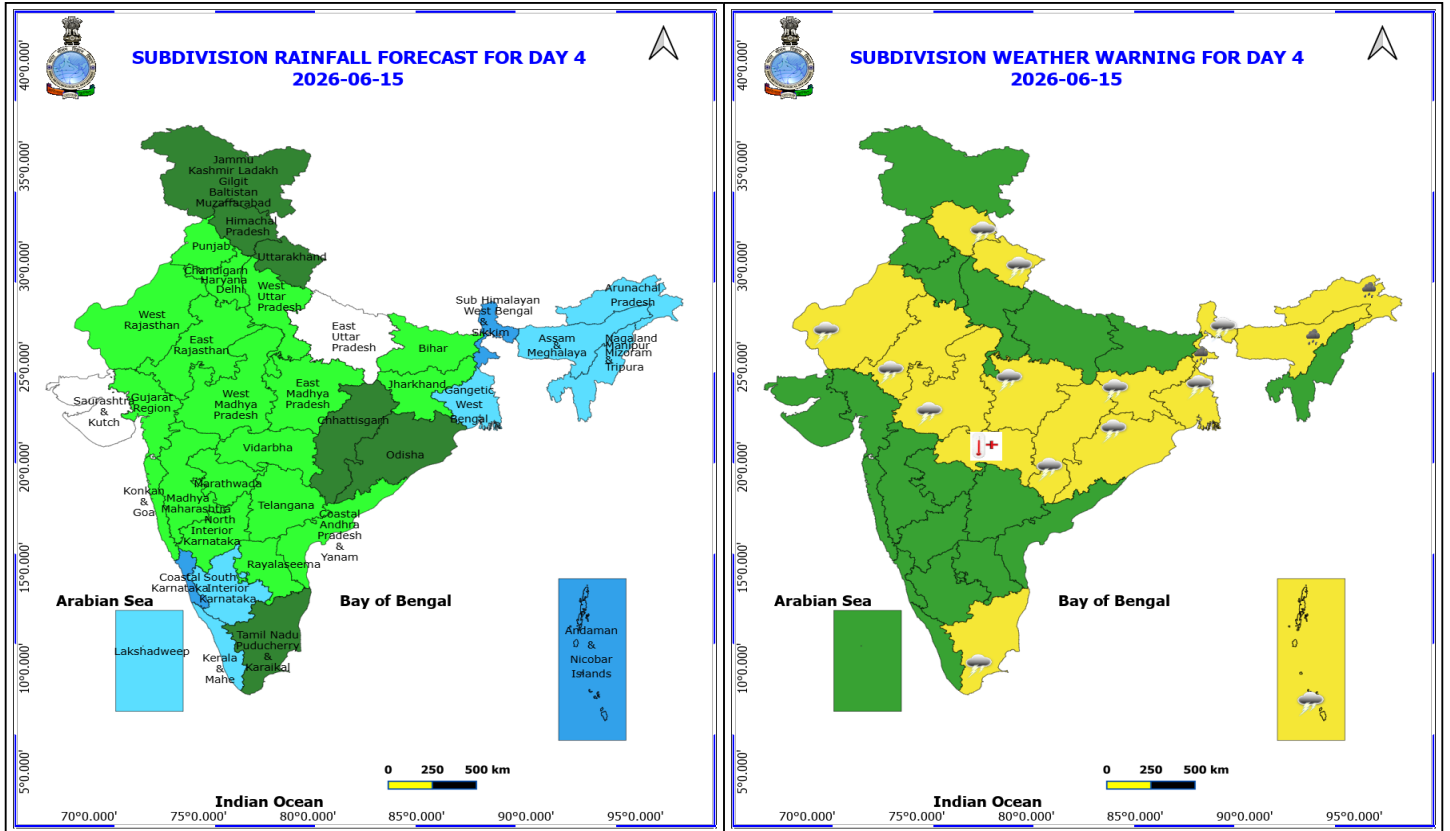 SUBDIVISION RAINFALL FORECAST FOR DAY 4
2026-06-15
40°0.000'
35°0.000'
30°0.000'
25°0.000'
20°0.000'
15°0.000'
10°0.000'
5°0.000'
Jammu
Kashmir Ladakh
Gilgit
Baltistan
Muzaffarabad
Himachal
Pradesh
Punjab
Uttarakhand
Chandigarh
Haryana
Delhi
West
Uttar
Pradesh
West
Rajasthan
East
Rajasthan
East
Uttar
Pradesh
Sub Himalayan
West Bengal
&
Sikkim
Arunachal
Pradesh
Assam
&
Meghalaya
Nagaland
Manipur
Mizoram
&
Tripura
Bihar
Jharkhand
Gangetic
West
Bengal
Saurashtra
&
Kutch
Gujarat
Region
West
Madhya
Pradesh
East
Madhya
Pradesh
Chhattisgarh
Odisha
Vidarbha
Konkan
&
Goa
Marathwada
Madhya
Maharashtra
Telangana
North
Interior
Karnataka
Coastal
Andhra
Pradesh
&
Yanam
Rayalaseema
Coastal
Karnataka
South
Interior
Karnataka
Arabian Sea
Bay of Bengal
Lakshadweep
Kerala
&
Mahe
Tamil Nadu
Puducherry
&
Karaikal
Andaman
&
Nicobar
Islands
0 250 500 km
Indian Ocean
70°0.000' 75°0.000' 80°0.000' 85°0.000' 90°0.000' 95°0.000'
SUBDIVISION WEATHER WARNING FOR DAY 4
2026-06-15
40°0.000'
35°0.000'
30°0.000'
25°0.000'
20°0.000'
15°0.000'
10°0.000'
5°0.000'
Arabian Sea
Bay of Bengal
0 250 500 km
Indian Ocean
70°0.000' 75°0.000' 80°0.000' 85°0.000' 90°0.000' 95°0.000'